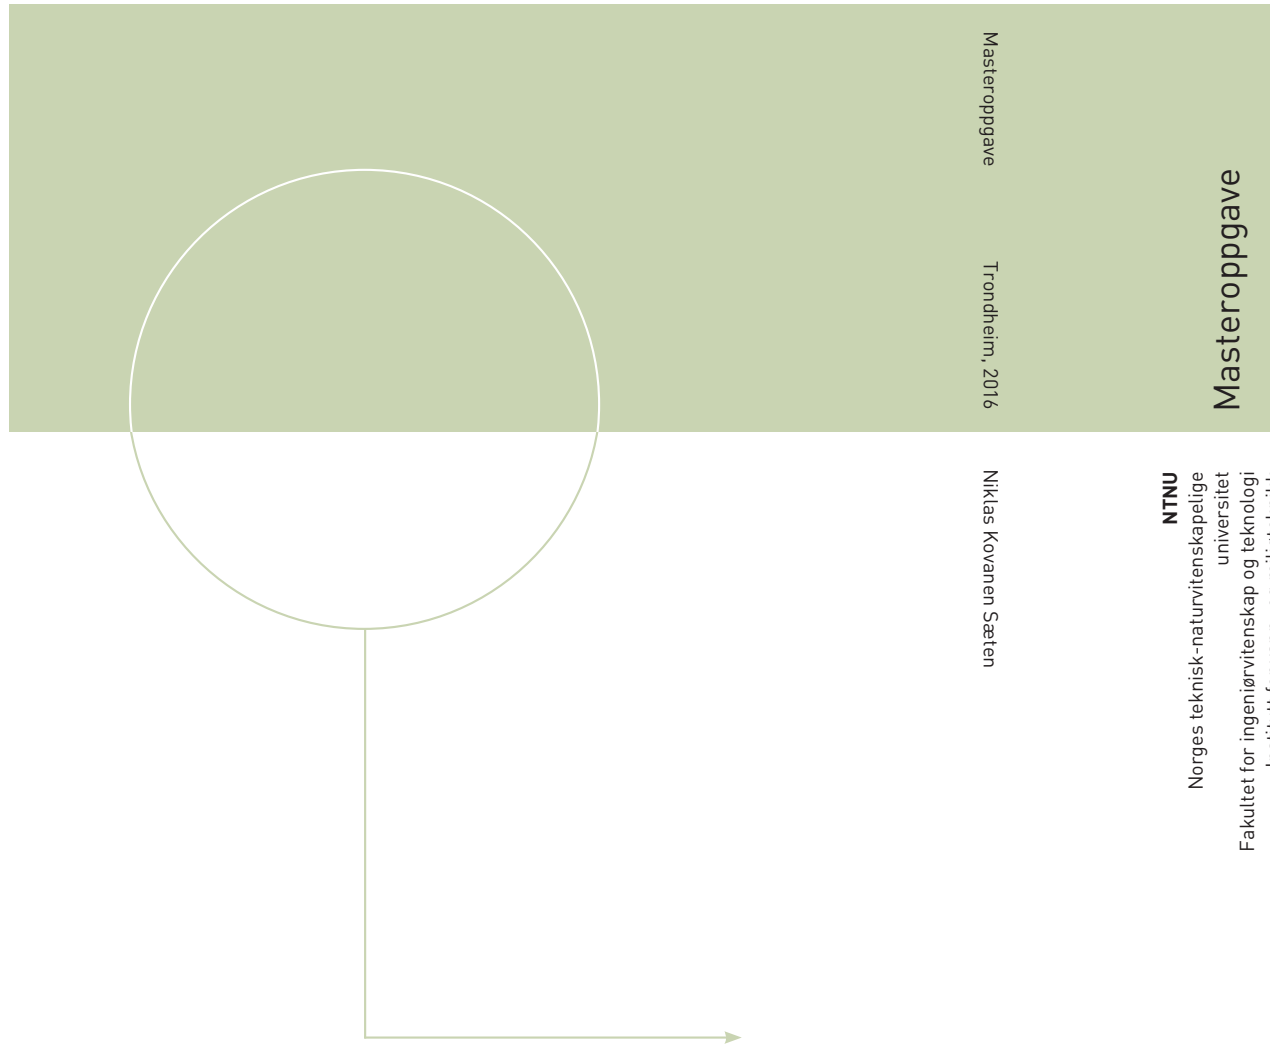 Masteroppgave
Trondheim, 2016
Niklas Kovanen Sæten
Masteroppgave
NTNU
Norges teknisk-naturvitenskapelige
universitet
Fakultet for ingeniørvitenskap og teknologi